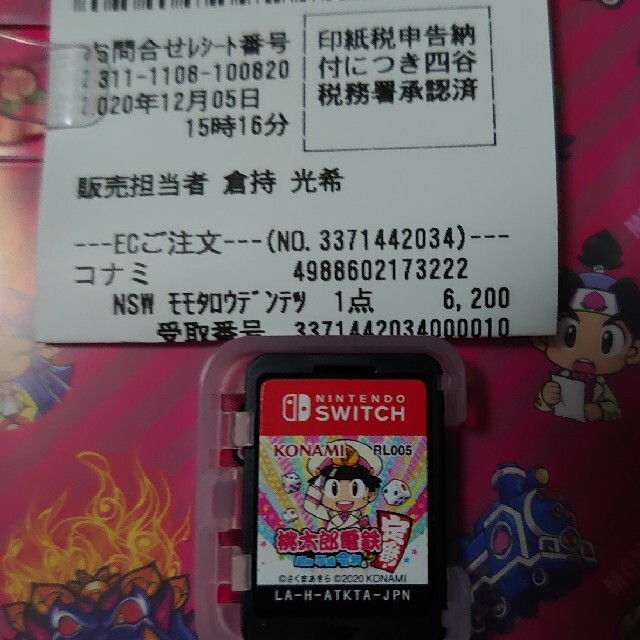 お問合せレシート番号
311-1108-100820
2020年12月05日
15時16分
印紙税申告納
付につき四谷
税務署承認済
販売担当者 倉持 光希
---ECご注文---(NO.3371442034)---
コナミ 4988602173222
NSW モモタロウデンテツ 1点 6,200
受取番号 3371442034000010
NINTENDO
SWITCH
KONAMI RL005
桃太郎電鉄
定番
©さくまあきら ©2020 KONAMI
LA-H-ATKTA-JPN